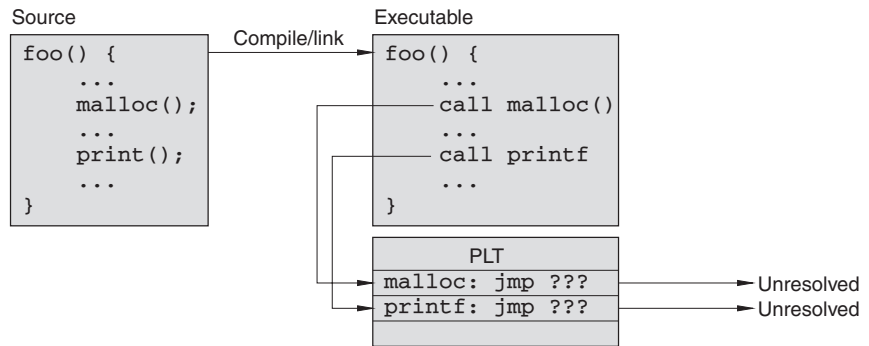 Source
foo() {
...
malloc();
...
print();
...
}
Compile/link
Executable
foo() {
...
call malloc()
...
call printf
...
}
PLT
malloc: jmp ???
printf: jmp ???
Unresolved
Unresolved